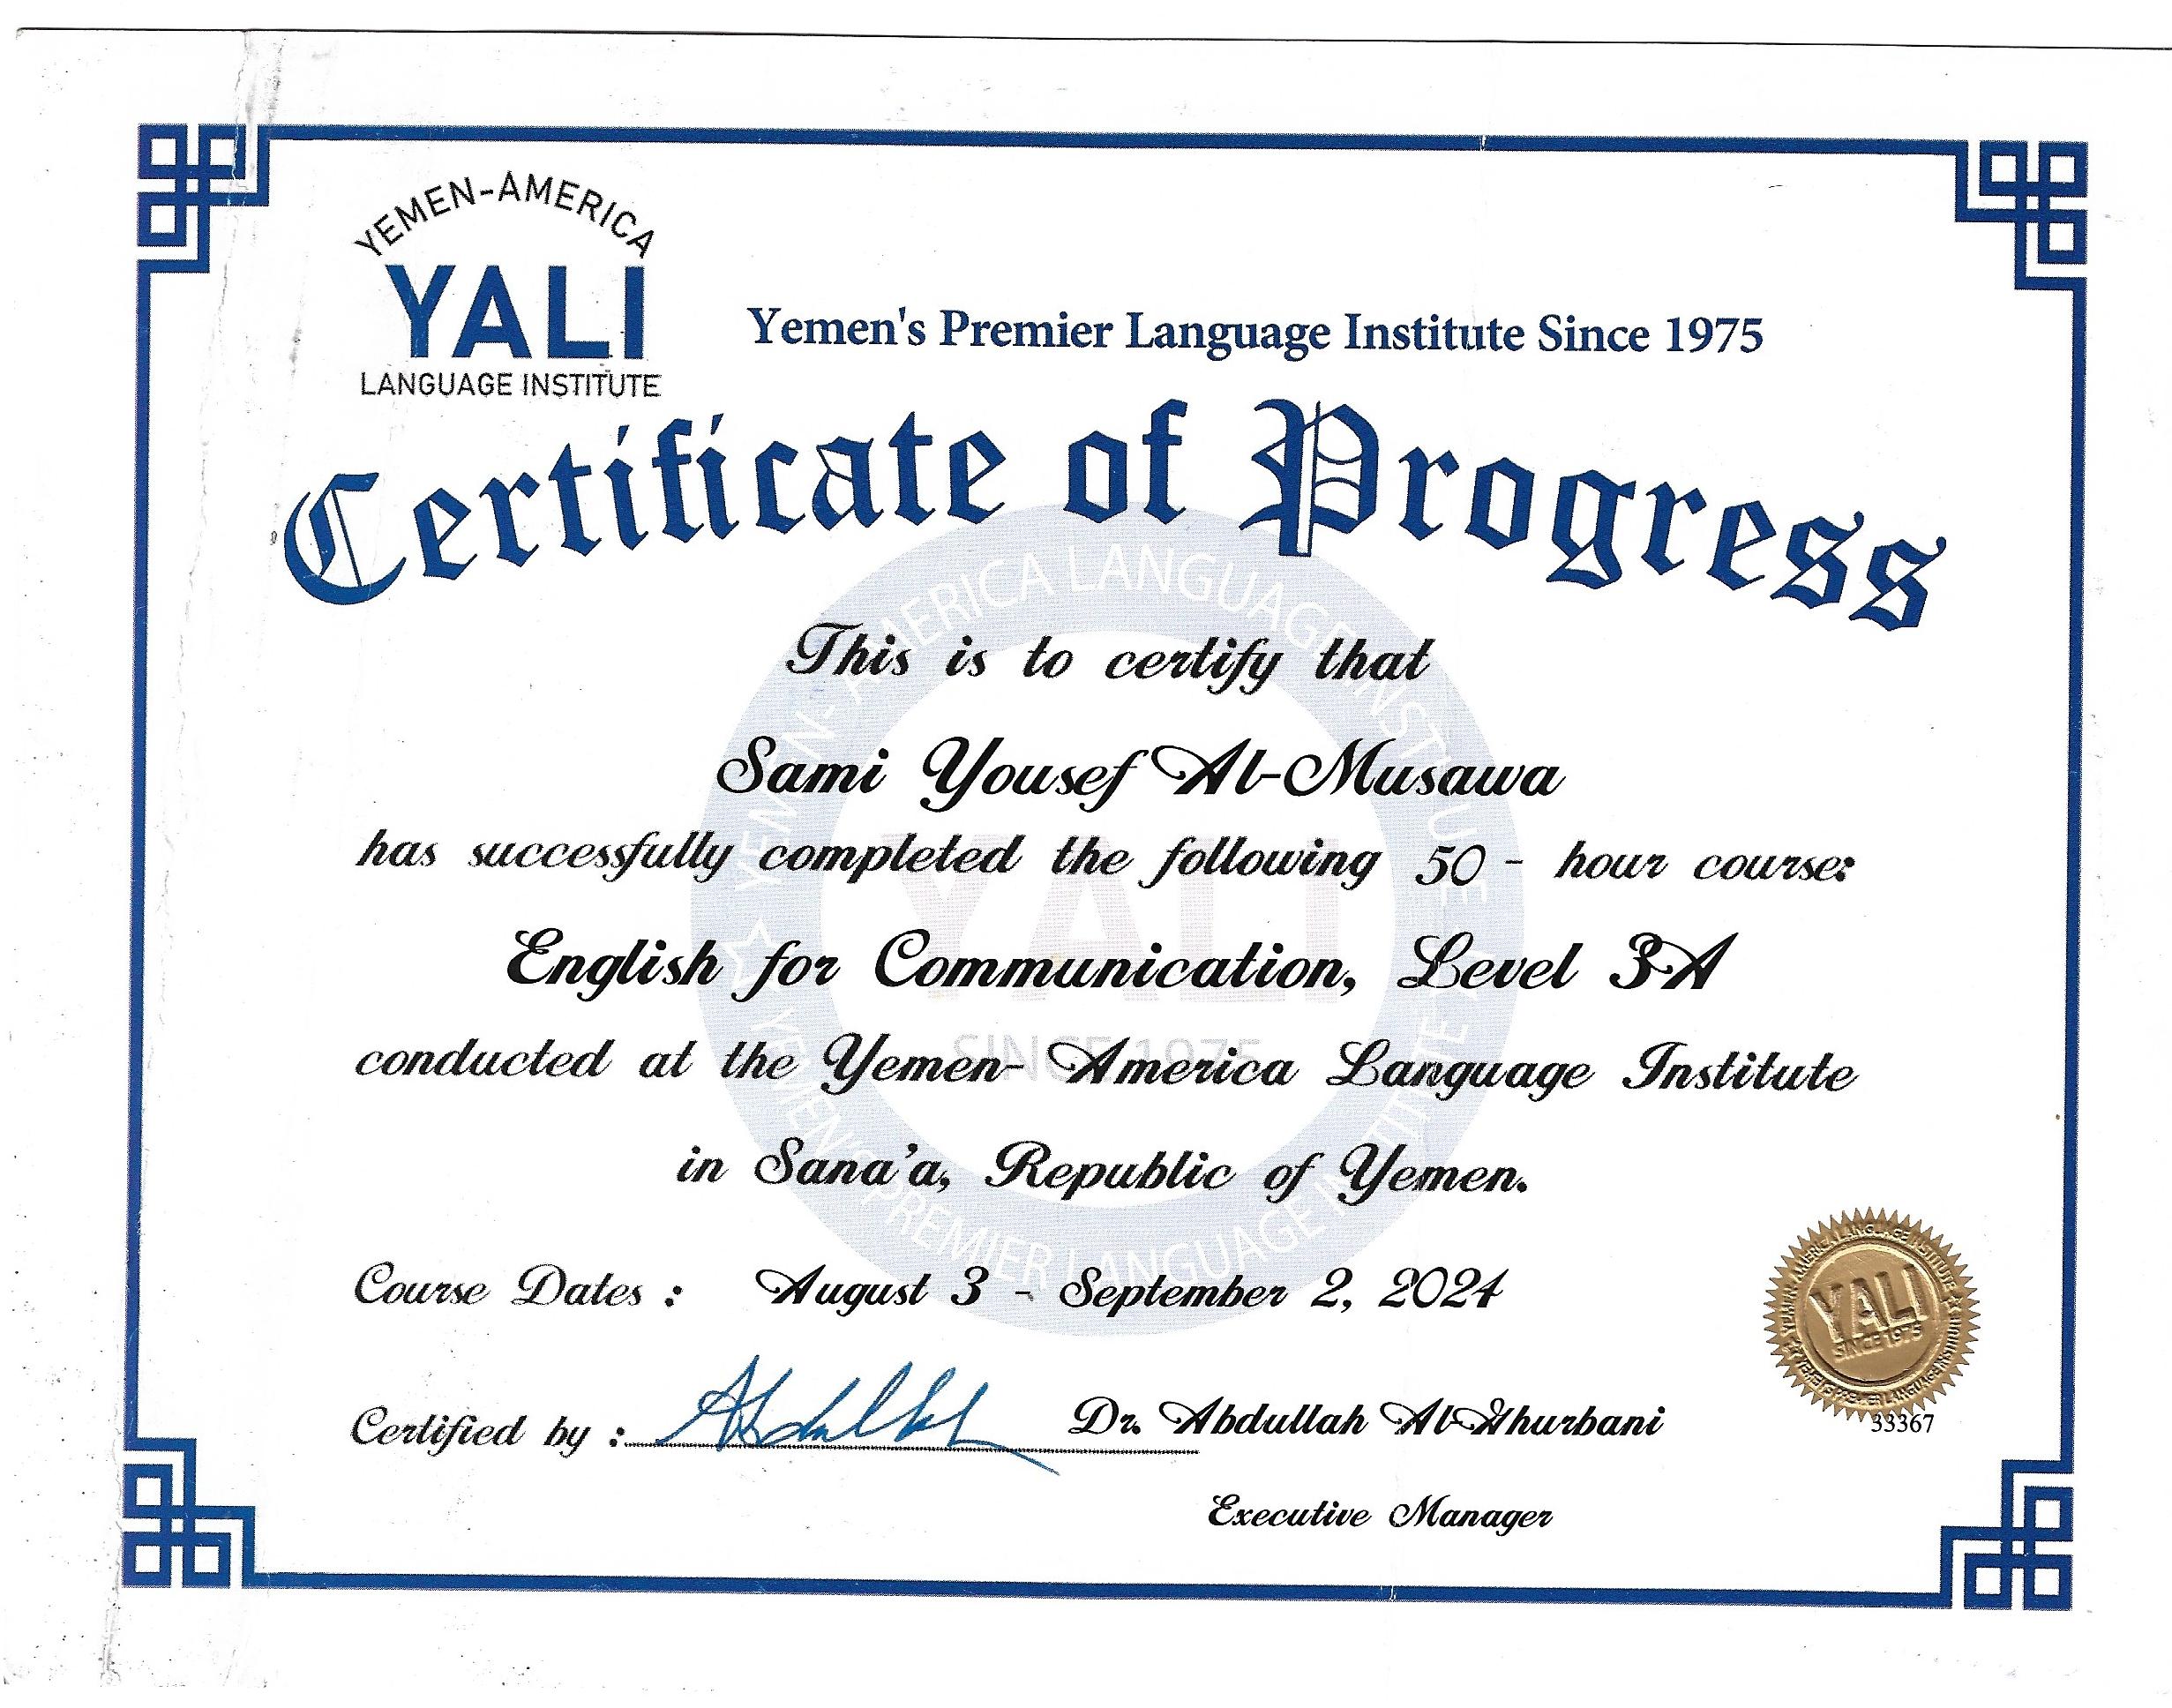 YEMEN-AMERICA
YALI
LANGUAGE INSTITUTE
Yemen's Premier Language Institute Since 1975
Certificate of Progress
This is to certify that
Sami Yousef Al-Musawa
has successfully completed the following 50 - hour course:
English for Communication, Level 3A
conducted at the Yemen- America Language Institute
in Sana'a, Republic of Yemen.
Course Dates : August 3 - September 2, 2024
Certified by : Dr. Abdullah Al-Ghurbani
Executive Manager
YEMEN-AMERICA LANGUAGE INSTITUTE
YALI
SINCE 1975
YEMEN'S PREMIER LANGUAGE INSTITUTE
YEMEN-AMERICA LANGUAGE INSTITUTE
YALI
SINCE 1975
YEMEN'S PREMIER LANGUAGE INSTITUTE
33367